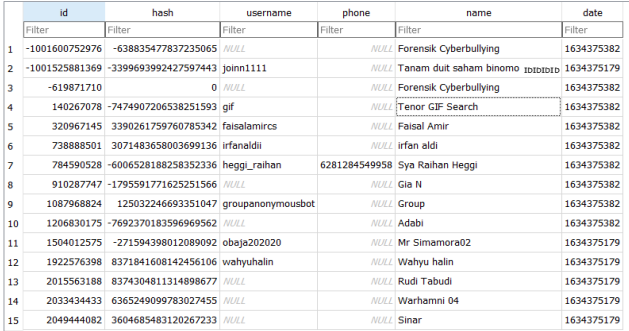 id hash username phone name date
Filter Filter Filter Filter Filter Filter
1 -1001600752976 -638835477837235065 NULL NULL Forensik Cyberbullying 1634375382
2 -1001525881369 -3399693992427597443 joinn1111 NULL Tanam duit saham binomo IDIDIDID 1634375179
3 -619871710 0 NULL NULL Forensik Cyberbullying 1634375382
4 140267078 -7474907206538251593 gif NULL Tenor GIF Search 1634375382
5 320967145 3390261759760785342 faisalamircs NULL Faisal Amir 1634375382
6 738888501 3071483658003699136 irfanaldii NULL irfan aldi 1634375382
7 784590528 -6006528188258352336 heggi_raihan 6281284549958 Sya Raihan Heggi 1634375382
8 910287747 -1795591771625251566 NULL NULL Gia N 1634375382
9 1087968824 125032246693351047 groupanonymousbot NULL Group 1634375382
10 1206830175 -7692370183596969562 NULL NULL Adabi 1634375382
11 1504012575 -271594398012089092 obaja202020 NULL Mr Simamora02 1634375179
12 1922576398 8371841608142456106 wahyuhalin NULL Wahyu halin 1634375179
13 2015563188 8374304811314898677 NULL NULL Rudi Tabudi 1634375179
14 2033434433 6365249099783027455 NULL NULL Warhamni 04 1634375179
15 2049444082 3604685483120267233 NULL NULL Sinar 1634375179